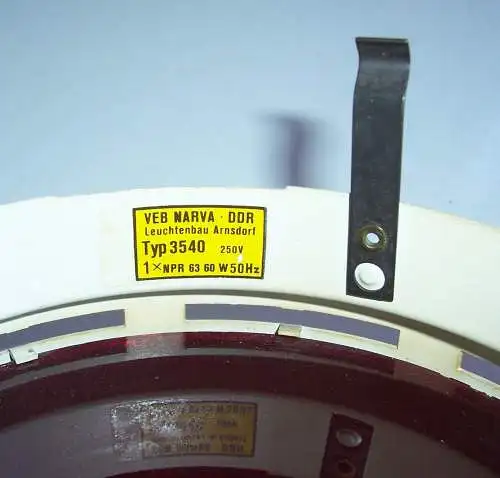 VEB NARVA · DDR
Leuchtenbau Arnsdorf
Typ 3540 250V
1 × NPR 63 60 W 50Hz